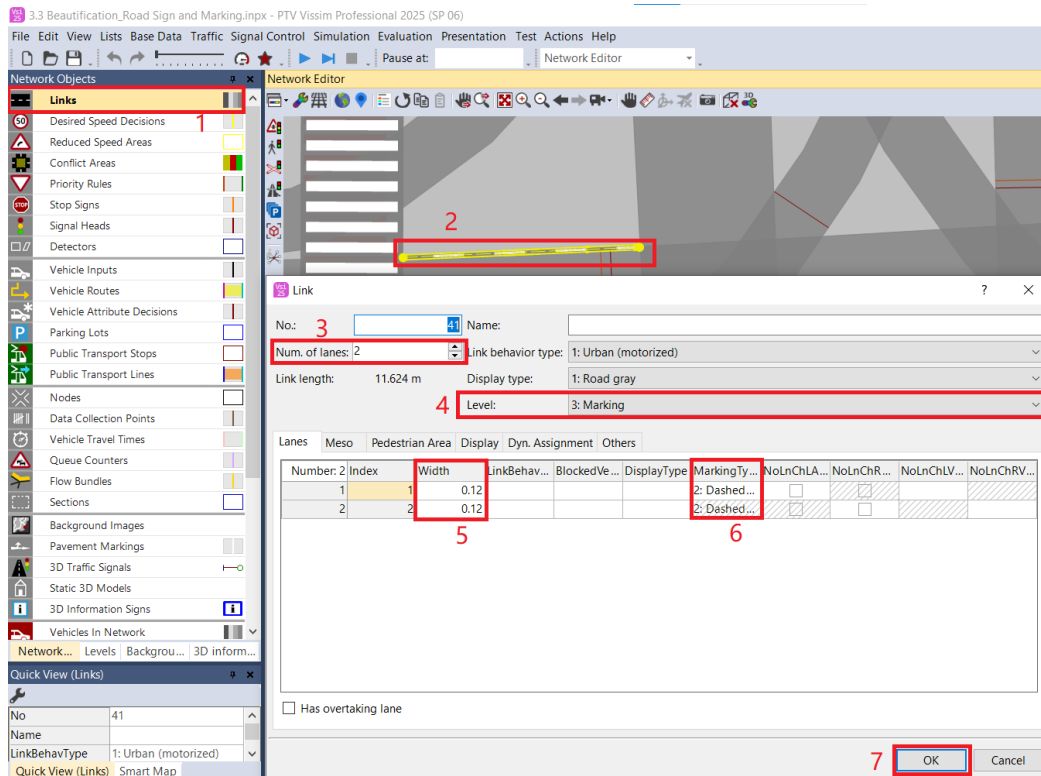 3.3 Beautification_Road Sign and Marking.inpx - PTV Vissim Professional 2025 (SP 06)
File Edit View Lists Base Data Traffic Signal Control Simulation Evaluation Presentation Test Actions Help
Pause at: Network Editor
Network Objects
Links
1
50 Desired Speed Decisions
Reduced Speed Areas
Conflict Areas
Priority Rules
STOP Stop Signs
Signal Heads
Detectors
Vehicle Inputs
Vehicle Routes
Vehicle Attribute Decisions
P Parking Lots
Public Transport Stops
Public Transport Lines
Nodes
Data Collection Points
Vehicle Travel Times
Queue Counters
Flow Bundles
Sections
Background Images
Pavement Markings
3D Traffic Signals
Static 3D Models
3D Information Signs
Vehicles In Network
Network... Levels Backgrou... 3D inform...
Quick View (Links)
No 41
Name
LinkBehavType 1: Urban (motorized)
Quick View (Links) Smart Map
Network Editor
3D
P
2
Link ?
No.: 41 Name:
3
Num. of lanes: 2 Link behavior type: 1: Urban (motorized)
Link length: 11.624 m Display type: 1: Road gray
4 Level: 3: Marking
Lanes Meso Pedestrian Area Display Dyn. Assignment Others
Number: 2 Index Width LinkBehav... BlockedVe... DisplayType MarkingTy... NoLnChLA... NoLnChR... NoLnChLV... NoLnChRV...
1 1 0.12 2: Dashed...
2 2 0.12 2: Dashed...
5 6
Has overtaking lane
7 OK Cancel